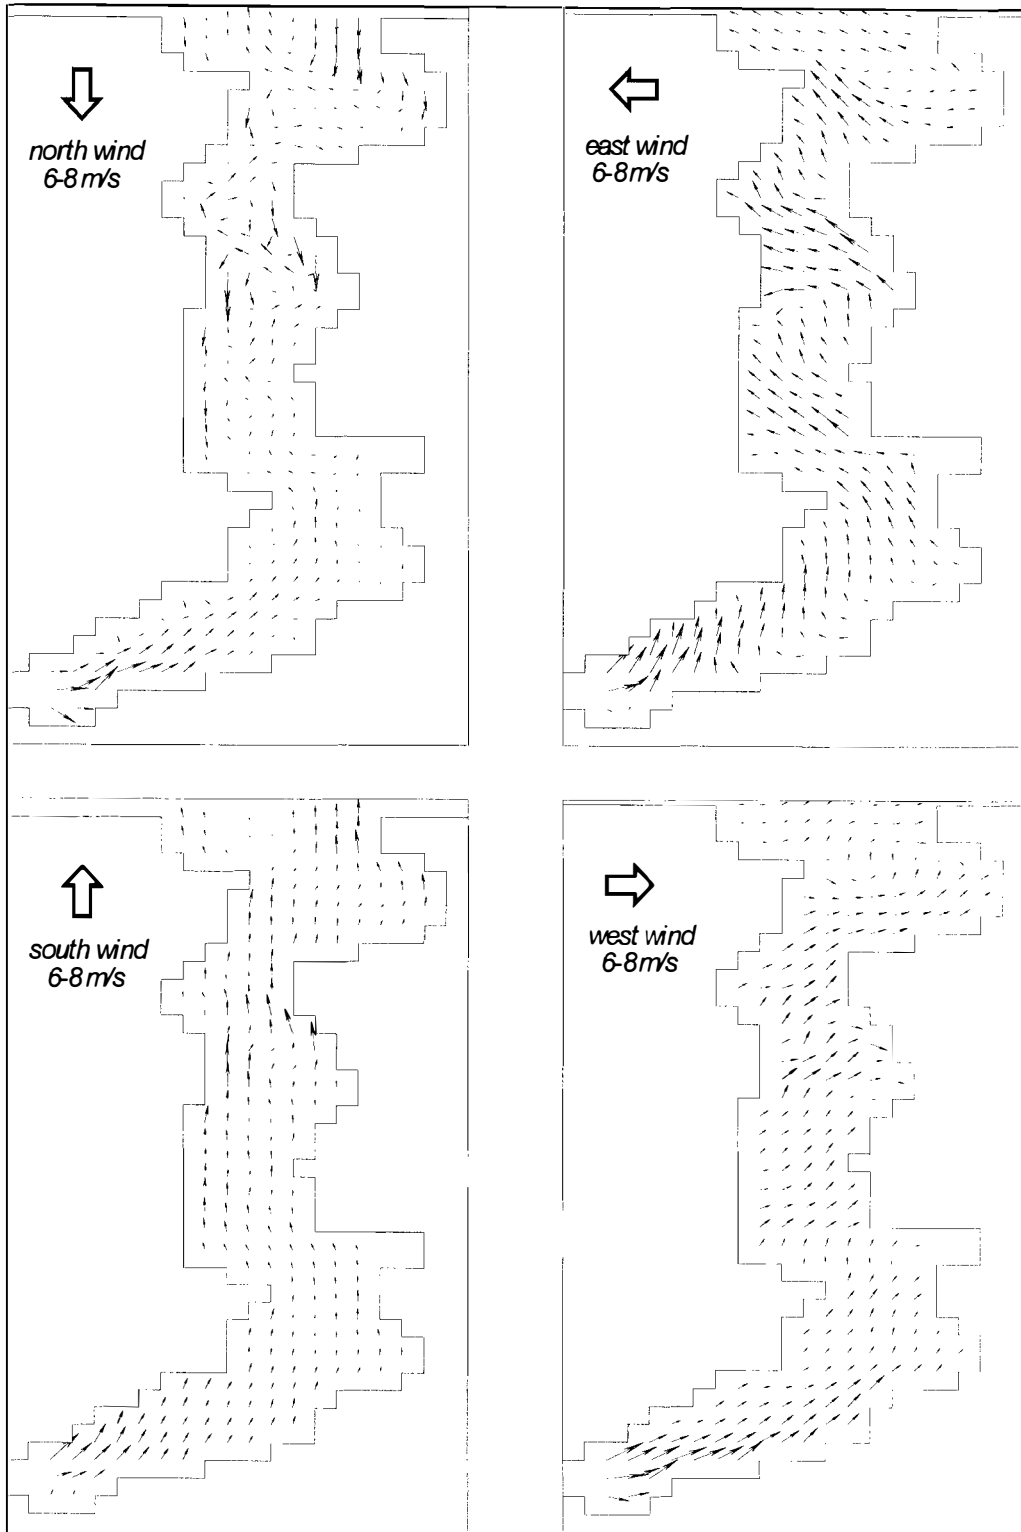 north wind
6-8 m/s
east wind
6-8 m/s
south wind
6-8 m/s
west wind
6-8 m/s